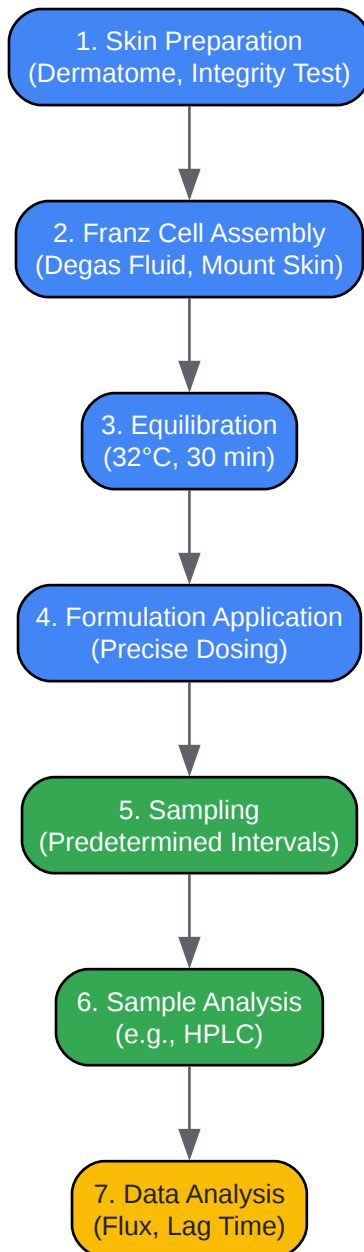 1. Skin Preparation
(Dermatome, Integrity Test)
2. Franz Cell Assembly
(Degas Fluid, Mount Skin)
3. Equilibration
(32°C, 30 min)
4. Formulation Application
(Precise Dosing)
5. Sampling
(Predetermined Intervals)
6. Sample Analysis
(e.g., HPLC)
7. Data Analysis
(Flux, Lag Time)